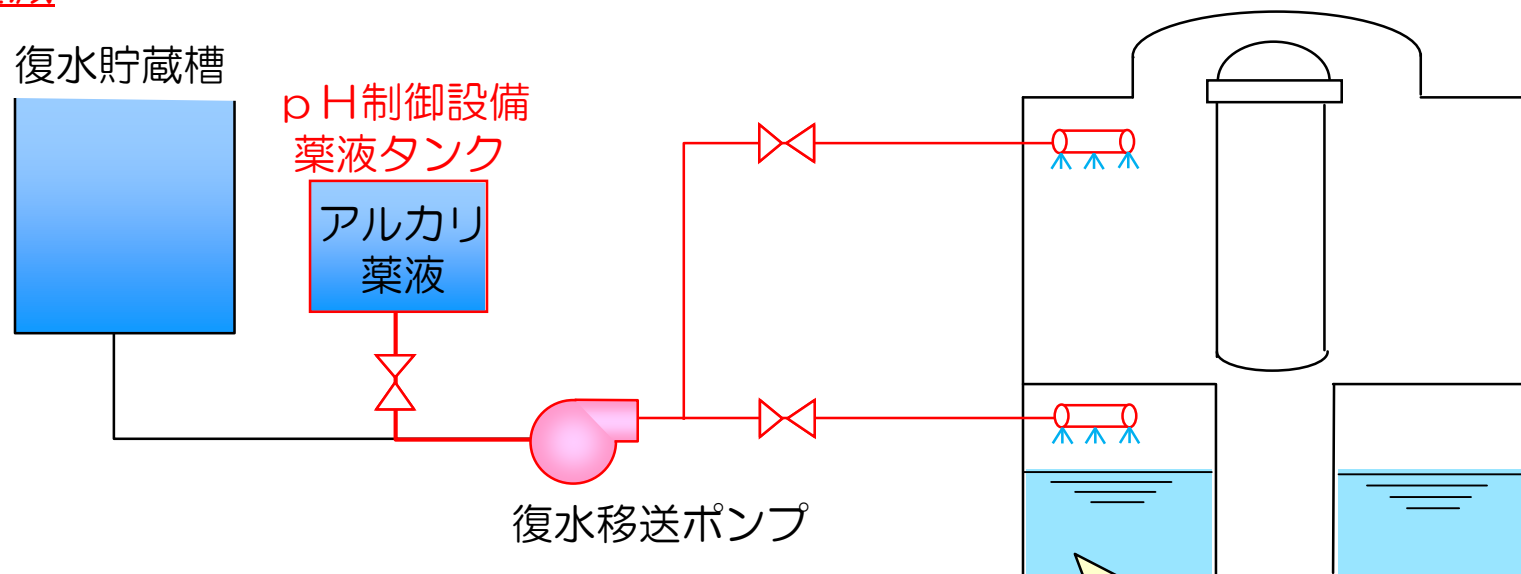 復水貯蔵槽
ｐＨ制御設備
薬液タンク
アルカリ
薬液
復水移送ポンプ